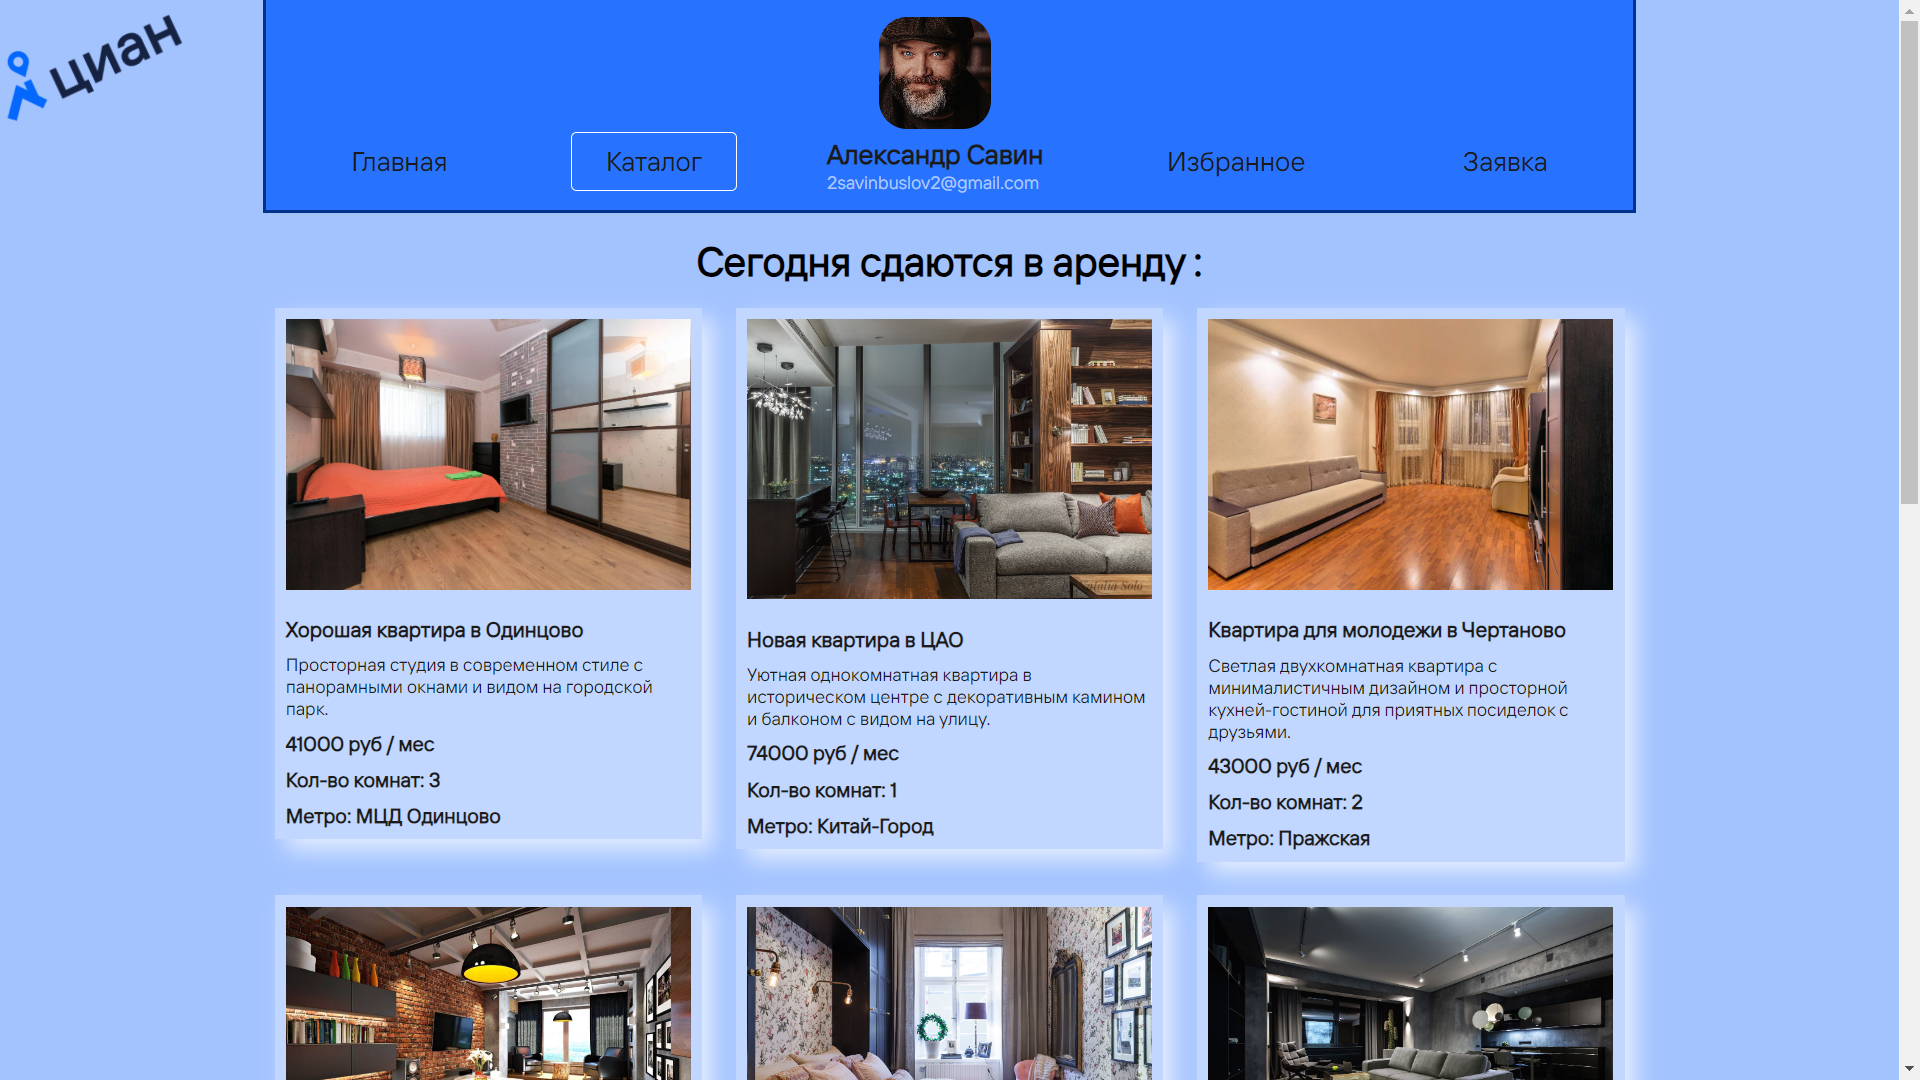 циан
Главная
Каталог
Александр Савин
2savinbuslov2@gmail.com
Избранное
Заявка
Сегодня сдаются в аренду :
Хорошая квартира в Одинцово
Просторная студия в современном стиле с
панорамными окнами и видом на городской
парк.
41000 руб / мес
Кол-во комнат: 3
Метро: МЦД Одинцово
Natalia Solo
Новая квартира в ЦАО
Уютная однокомнатная квартира в
историческом центре с декоративным камином
и балконом с видом на улицу.
74000 руб / мес
Кол-во комнат: 1
Метро: Китай-Город
Квартира для молодежи в Чертаново
Светлая двухкомнатная квартира с
минималистичным дизайном и просторной
кухней-гостиной для приятных посиделок с
друзьями.
43000 руб / мес
Кол-во комнат: 2
Метро: Пражская